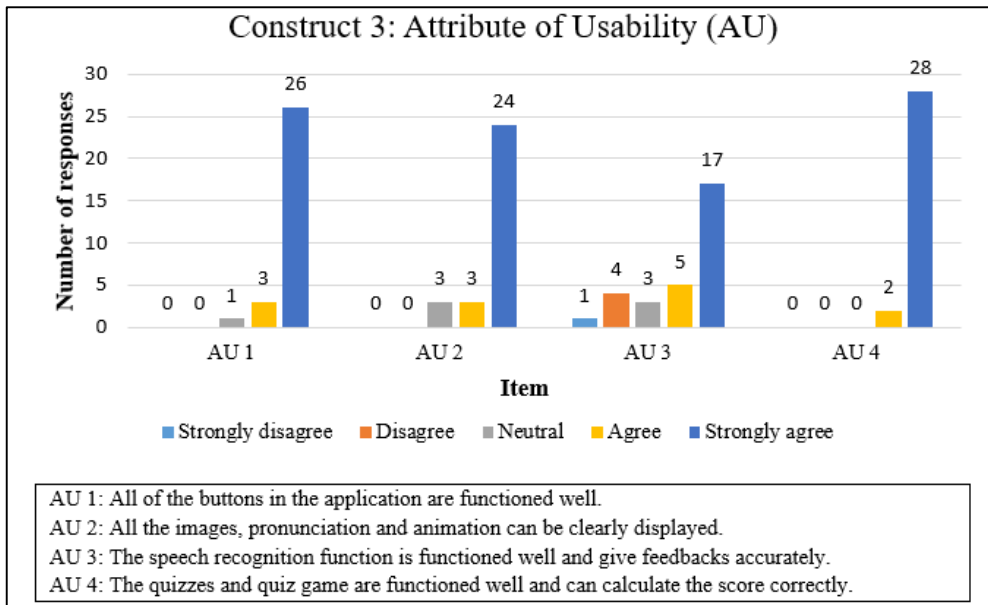 Construct 3: Attribute of Usability (AU)
Number of responses
30
25
20
15
10
5
0
0 0 1 3 26
0 0 3 3 24
1 4 3 5 17
0 0 0 2 28
AU 1 AU 2 AU 3 AU 4
Item
Strongly disagree Disagree Neutral Agree Strongly agree
AU 1: All of the buttons in the application are functioned well.
AU 2: All the images, pronunciation and animation can be clearly displayed.
AU 3: The speech recognition function is functioned well and give feedbacks accurately.
AU 4: The quizzes and quiz game are functioned well and can calculate the score correctly.